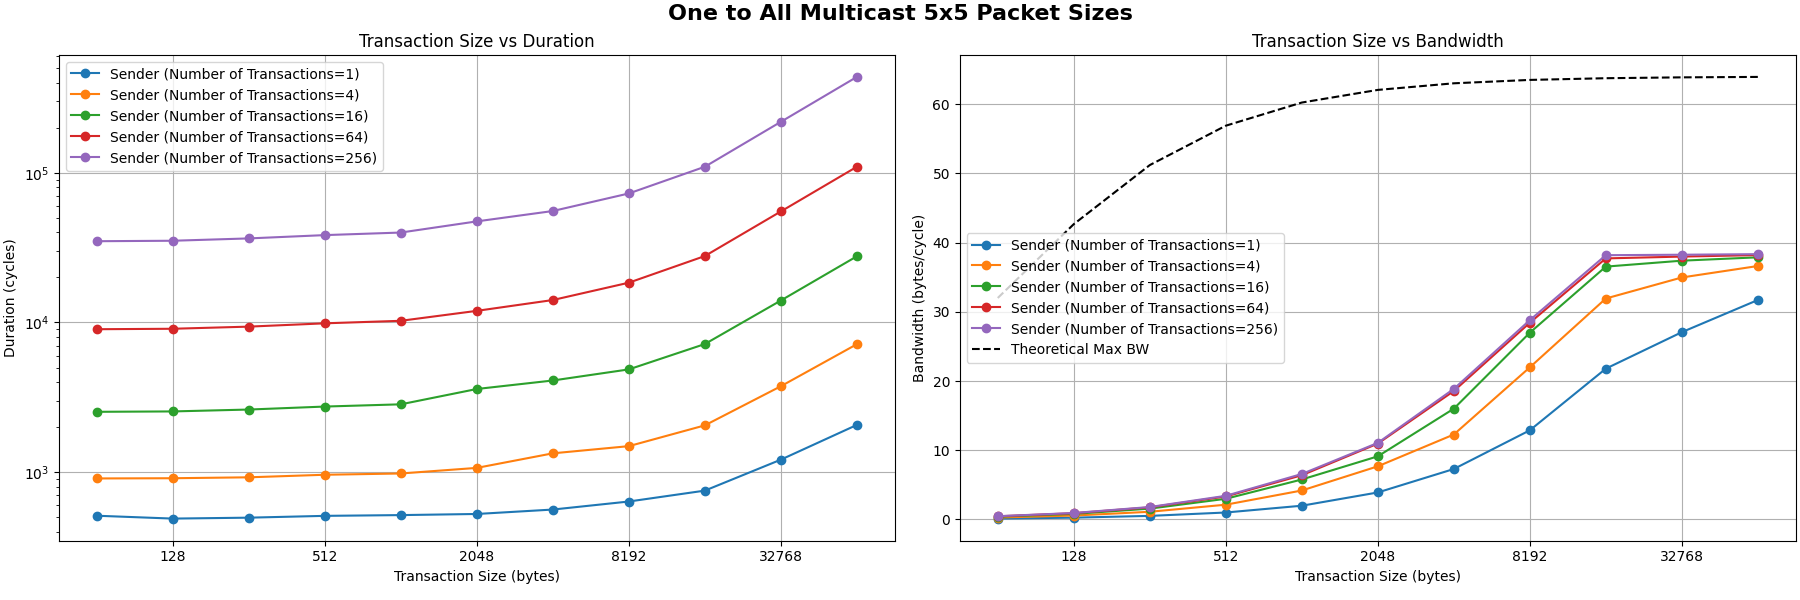 One to All Multicast 5x5 Packet Sizes
Transaction Size vs Duration
Sender (Number of Transactions=1)
Sender (Number of Transactions=4)
Sender (Number of Transactions=16)
Sender (Number of Transactions=64)
Sender (Number of Transactions=256)
Duration (cycles)
10^5
10^4
10^3
128
512
2048
8192
32768
Transaction Size (bytes)
Transaction Size vs Bandwidth
Sender (Number of Transactions=1)
Sender (Number of Transactions=4)
Sender (Number of Transactions=16)
Sender (Number of Transactions=64)
Sender (Number of Transactions=256)
Theoretical Max BW
Bandwidth (bytes/cycle)
60
50
40
30
20
10
0
128
512
2048
8192
32768
Transaction Size (bytes)